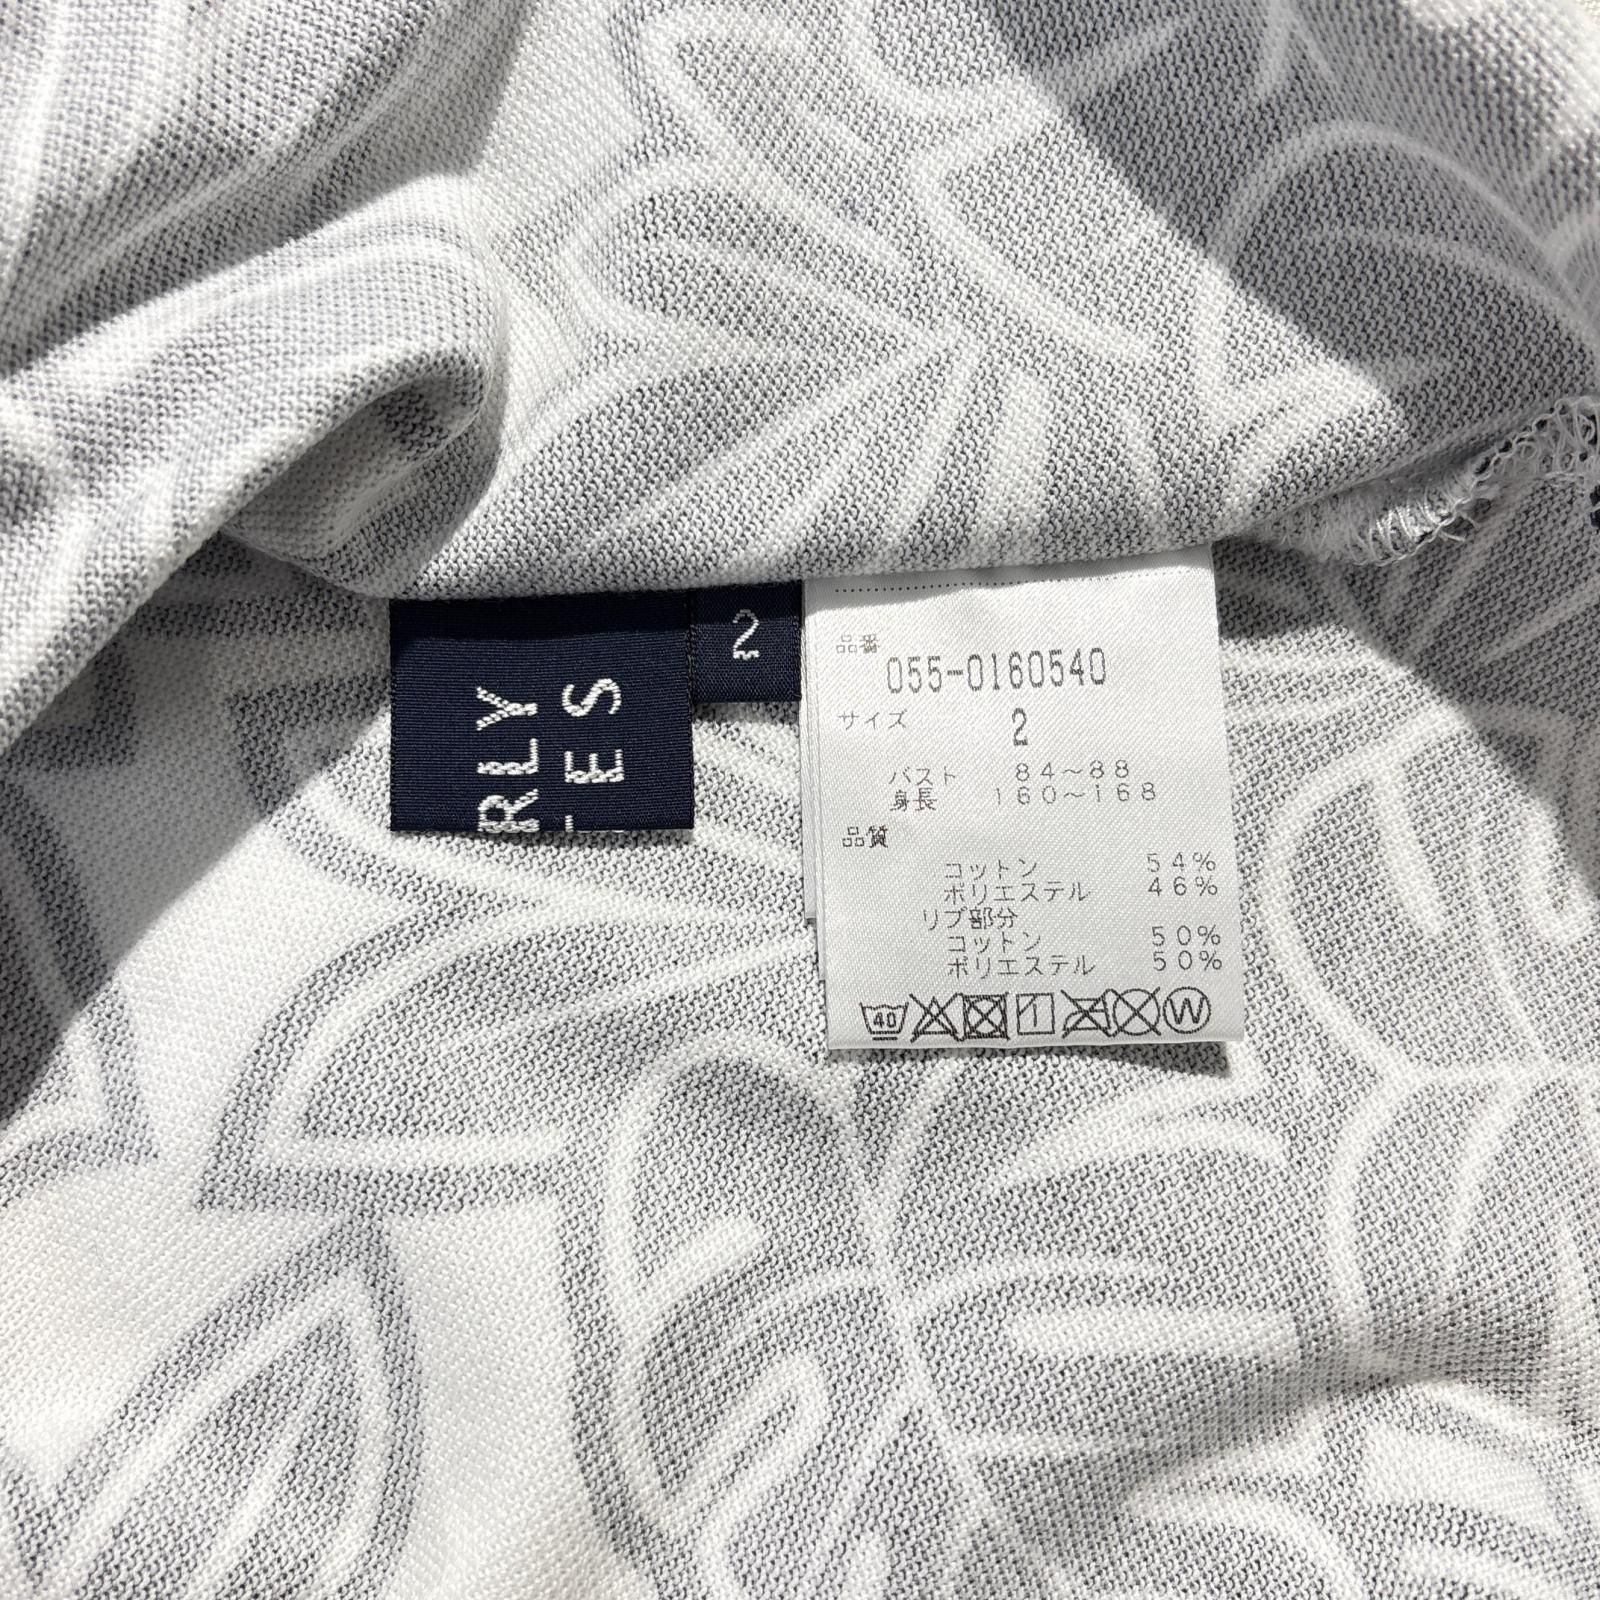 RLY
ES
2
品番
055-0160540
サイズ 2
バスト 84~88
身長 160~168
品質
コットン 54%
ポリエステル 46%
リブ部分
コットン 50%
ポリエステル 50%
40 1 W